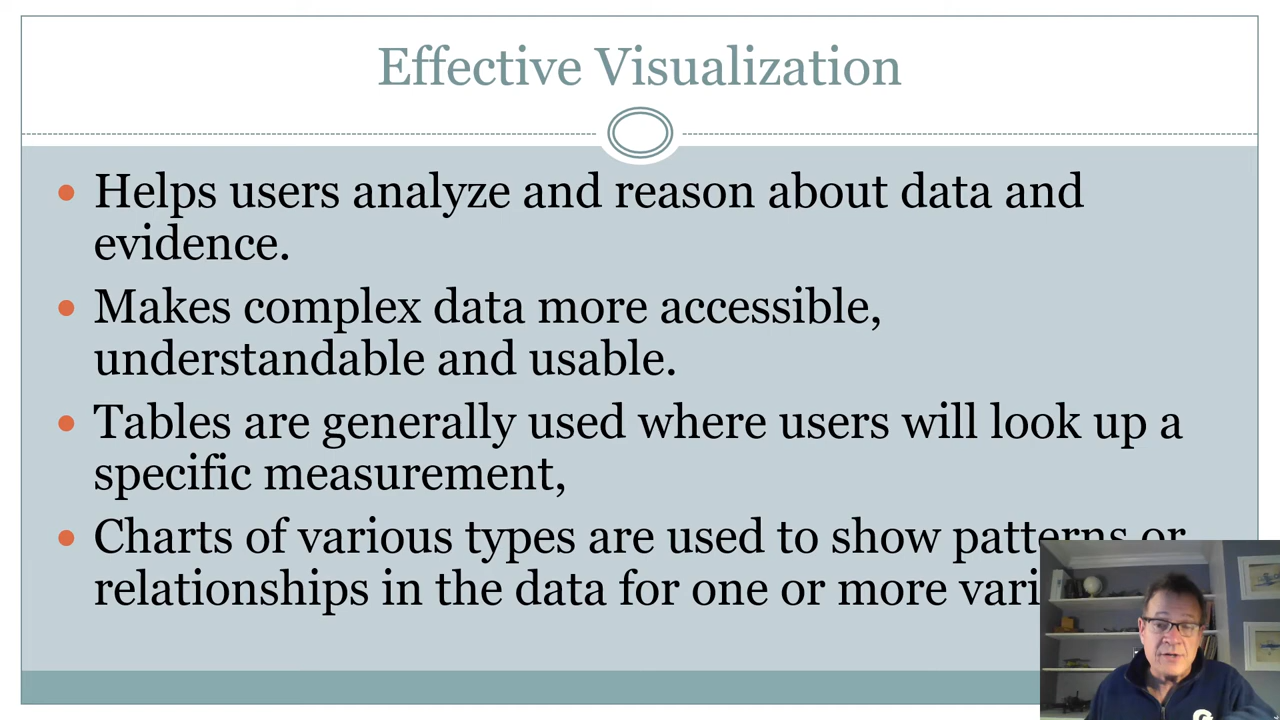 Effective Visualization
• Helps users analyze and reason about data and
evidence.
• Makes complex data more accessible,
understandable and usable.
• Tables are generally used where users will look up a
specific measurement,
• Charts of various types are used to show patterns or
relationships in the data for one or more vari